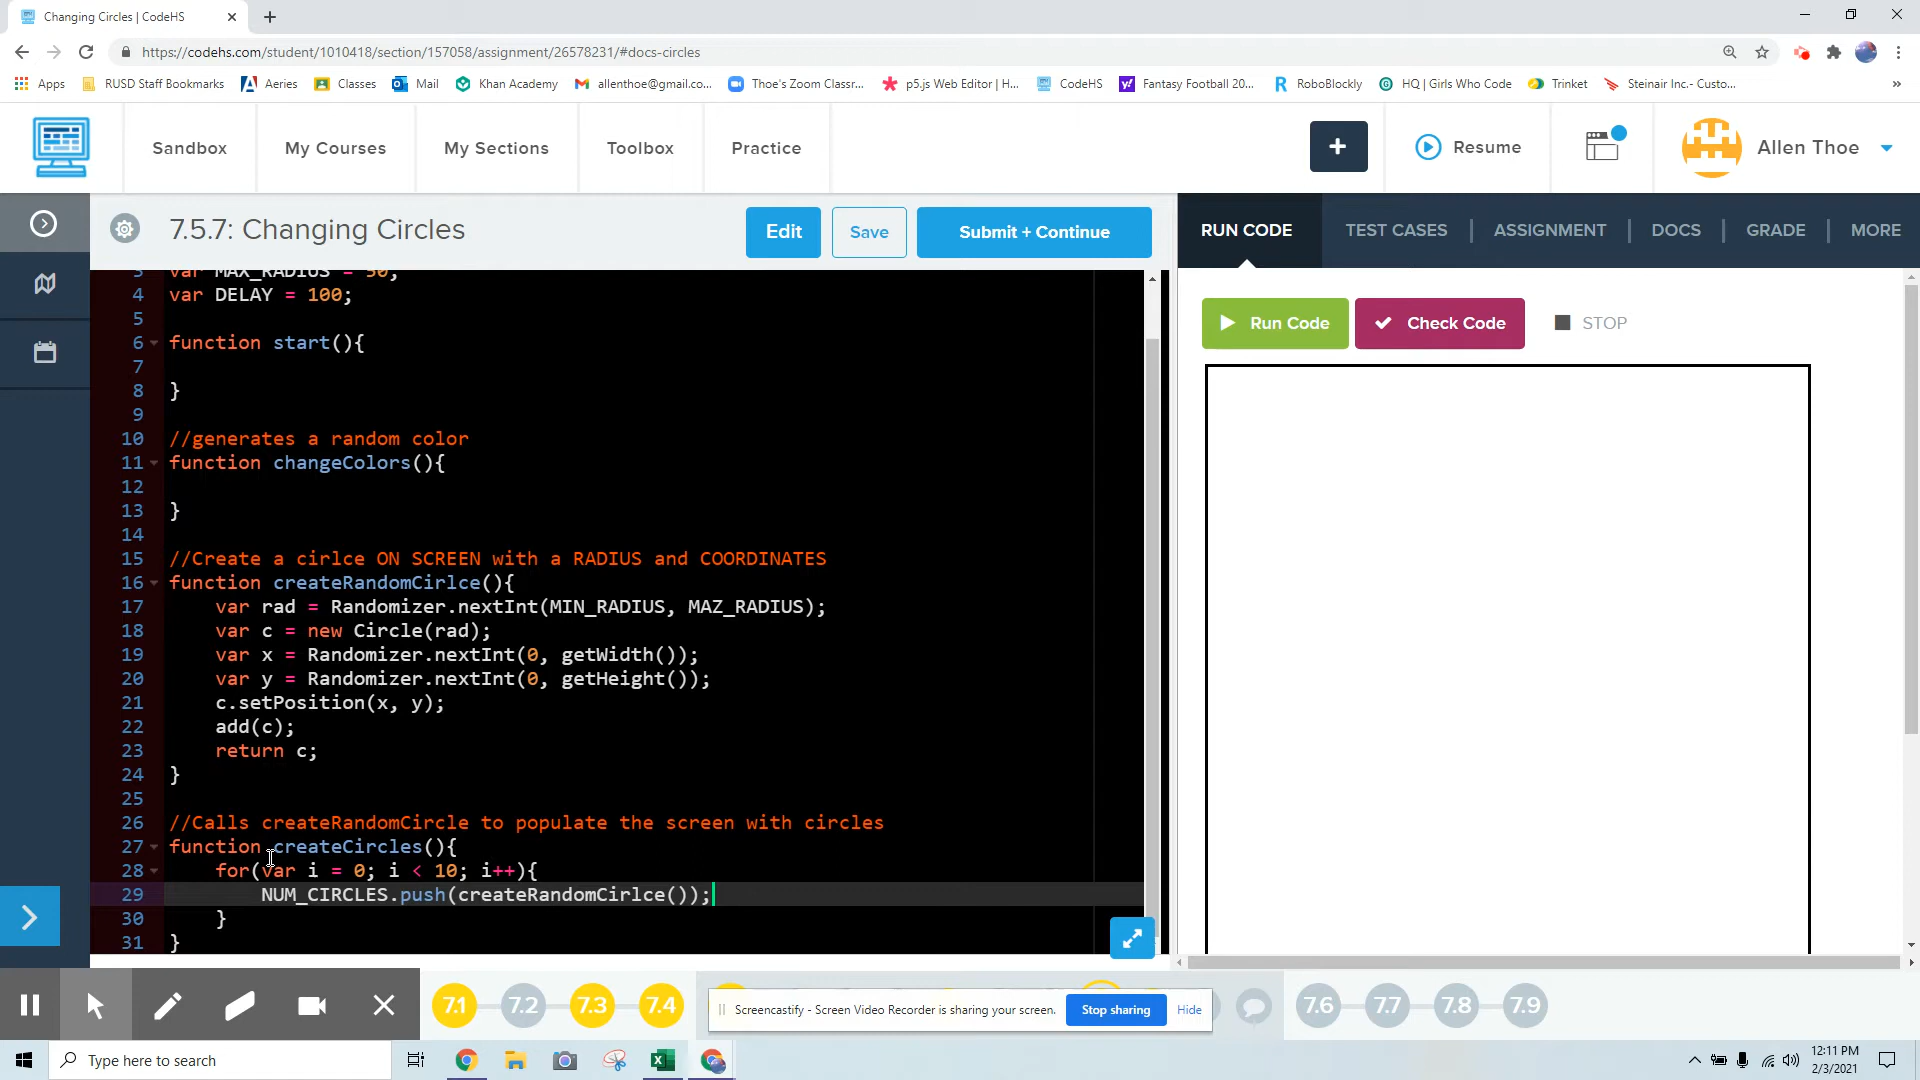 Changing Circles | CodeHS
https://codehs.com/student/1010418/section/157058/assignment/26578231/#docs-circles
Apps RUSD Staff Bookmarks Aeries Classes Mail Khan Academy allenthoe@gmail.co... Thoe's Zoom Classr... p5.js Web Editor | H... CodeHS Fantasy Football '20... RoboBlockly HQ | Girls Who Code Trinket Steinair Inc.- Custo... »
Sandbox My Courses My Sections Toolbox Practice + Resume Allen Thoe
7.5.7: Changing Circles Edit Save Submit + Continue
RUN CODE TEST CASES ASSIGNMENT DOCS GRADE MORE
Run Code Check Code STOP
3 var MAX_RADIUS = 50;
4 var DELAY = 100;
5
6 function start(){
7
8 }
9
10 //generates a random color
11 function changeColors(){
12
13 }
14
15 //Create a cirlce ON SCREEN with a RADIUS and COORDINATES
16 function createRandomCirlce(){
17 var rad = Randomizer.nextInt(MIN_RADIUS, MAZ_RADIUS);
18 var c = new Circle(rad);
19 var x = Randomizer.nextInt(0, getWidth());
20 var y = Randomizer.nextInt(0, getHeight());
21 c.setPosition(x, y);
22 add(c);
23 return c;
24 }
25
26 //Calls createRandomCircle to populate the screen with circles
27 function createCircles(){
28 for(var i = 0; i < 10; i++){
29 NUM_CIRCLES.push(createRandomCirlce());
30 }
31 }
7.1 7.2 7.3 7.4 7.6 7.7 7.8 7.9
Screencastify - Screen Video Recorder is sharing your screen. Stop sharing Hide
Type here to search
12:11 PM
2/3/2021